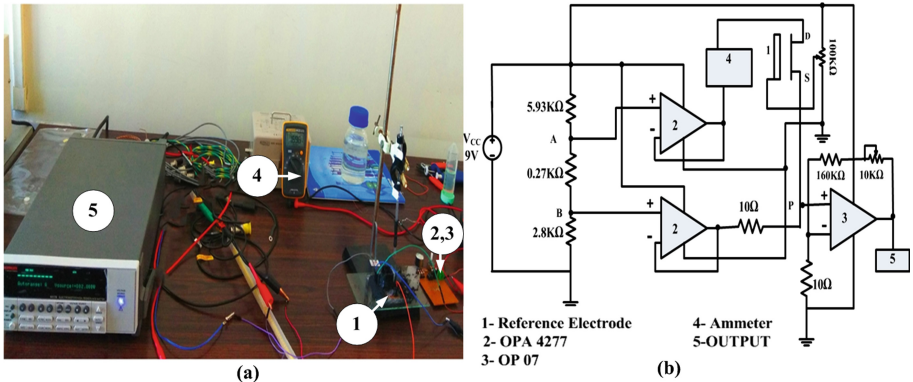 5
4
2,3
1
(a)
V_CC
9V
5.93KΩ
A
0.27KΩ
B
2.8KΩ
+
-
2
+
-
2
4
1
D
S
100KΩ
10Ω
P
160KΩ
10KΩ
+
-
3
10Ω
5
1- Reference Electrode
2- OPA 4277
3- OP 07
4- Ammeter
5-OUTPUT
(b)